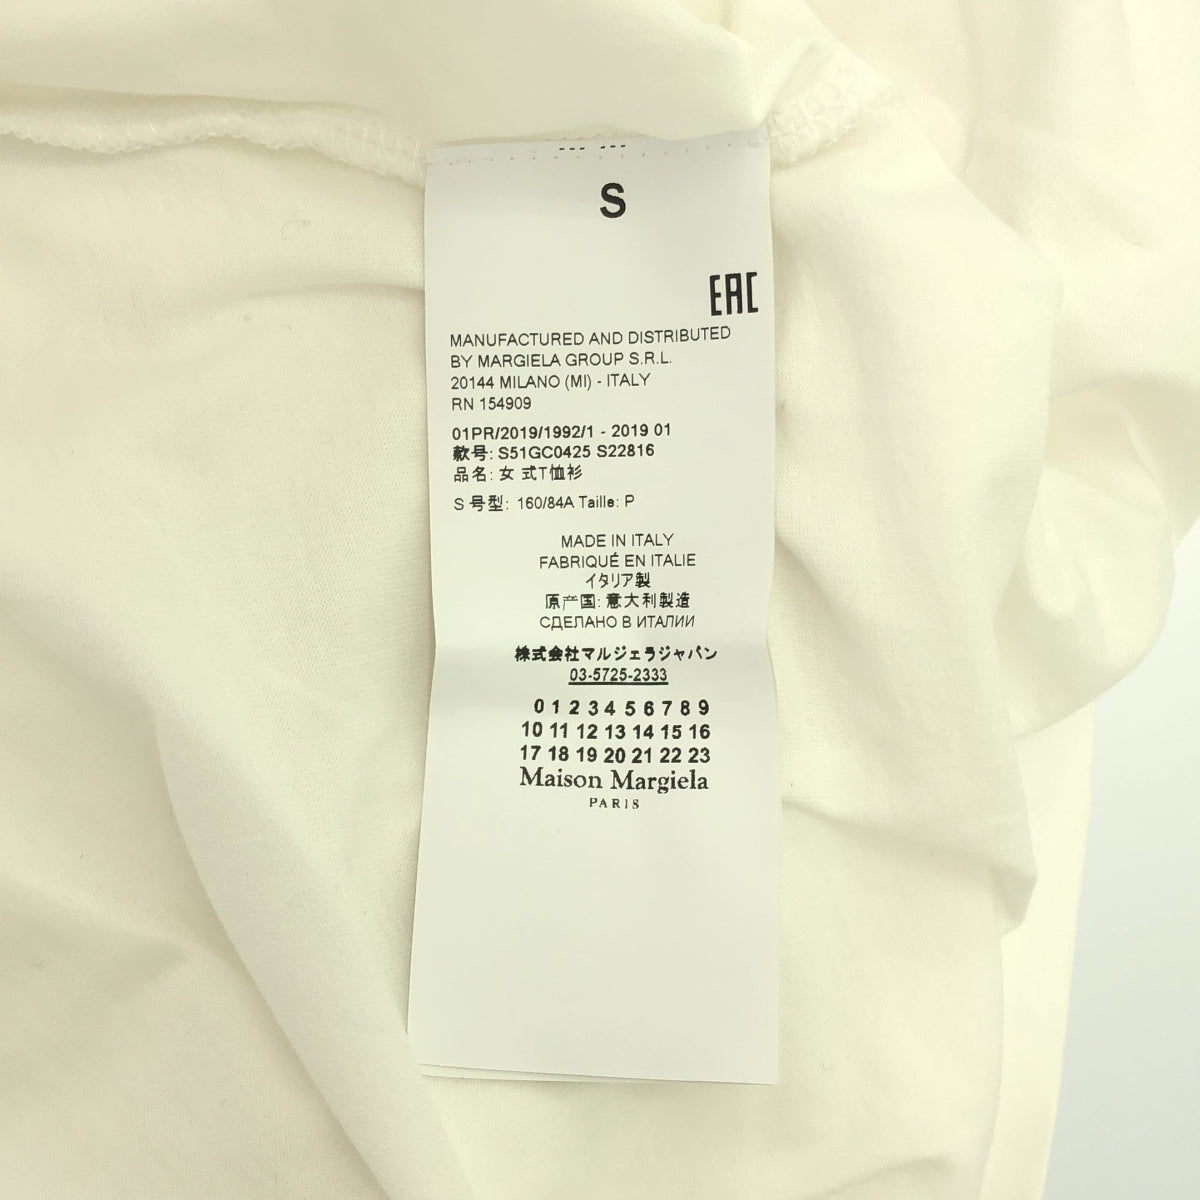 S
EAC
MANUFACTURED AND DISTRIBUTED
BY MARGIELA GROUP S.R.L.
20144 MILANO (MI) - ITALY
RN 154909
01PR/2019/1992/1 - 2019 01
款号: S51GC0425 S22816
品名: 女 式T恤衫
S 号型: 160/84A Taille: P
MADE IN ITALY
FABRIQUÉ EN ITALIE
イタリア製
原产国: 意大利製造
СДЕЛАНО В ИТАЛИИ
株式会社マルジェラジャパン
03-5725-2333
0 1 2 3 4 5 6 7 8 9
10 11 12 13 14 15 16
17 18 19 20 21 22 23
Maison Margiela
PARIS